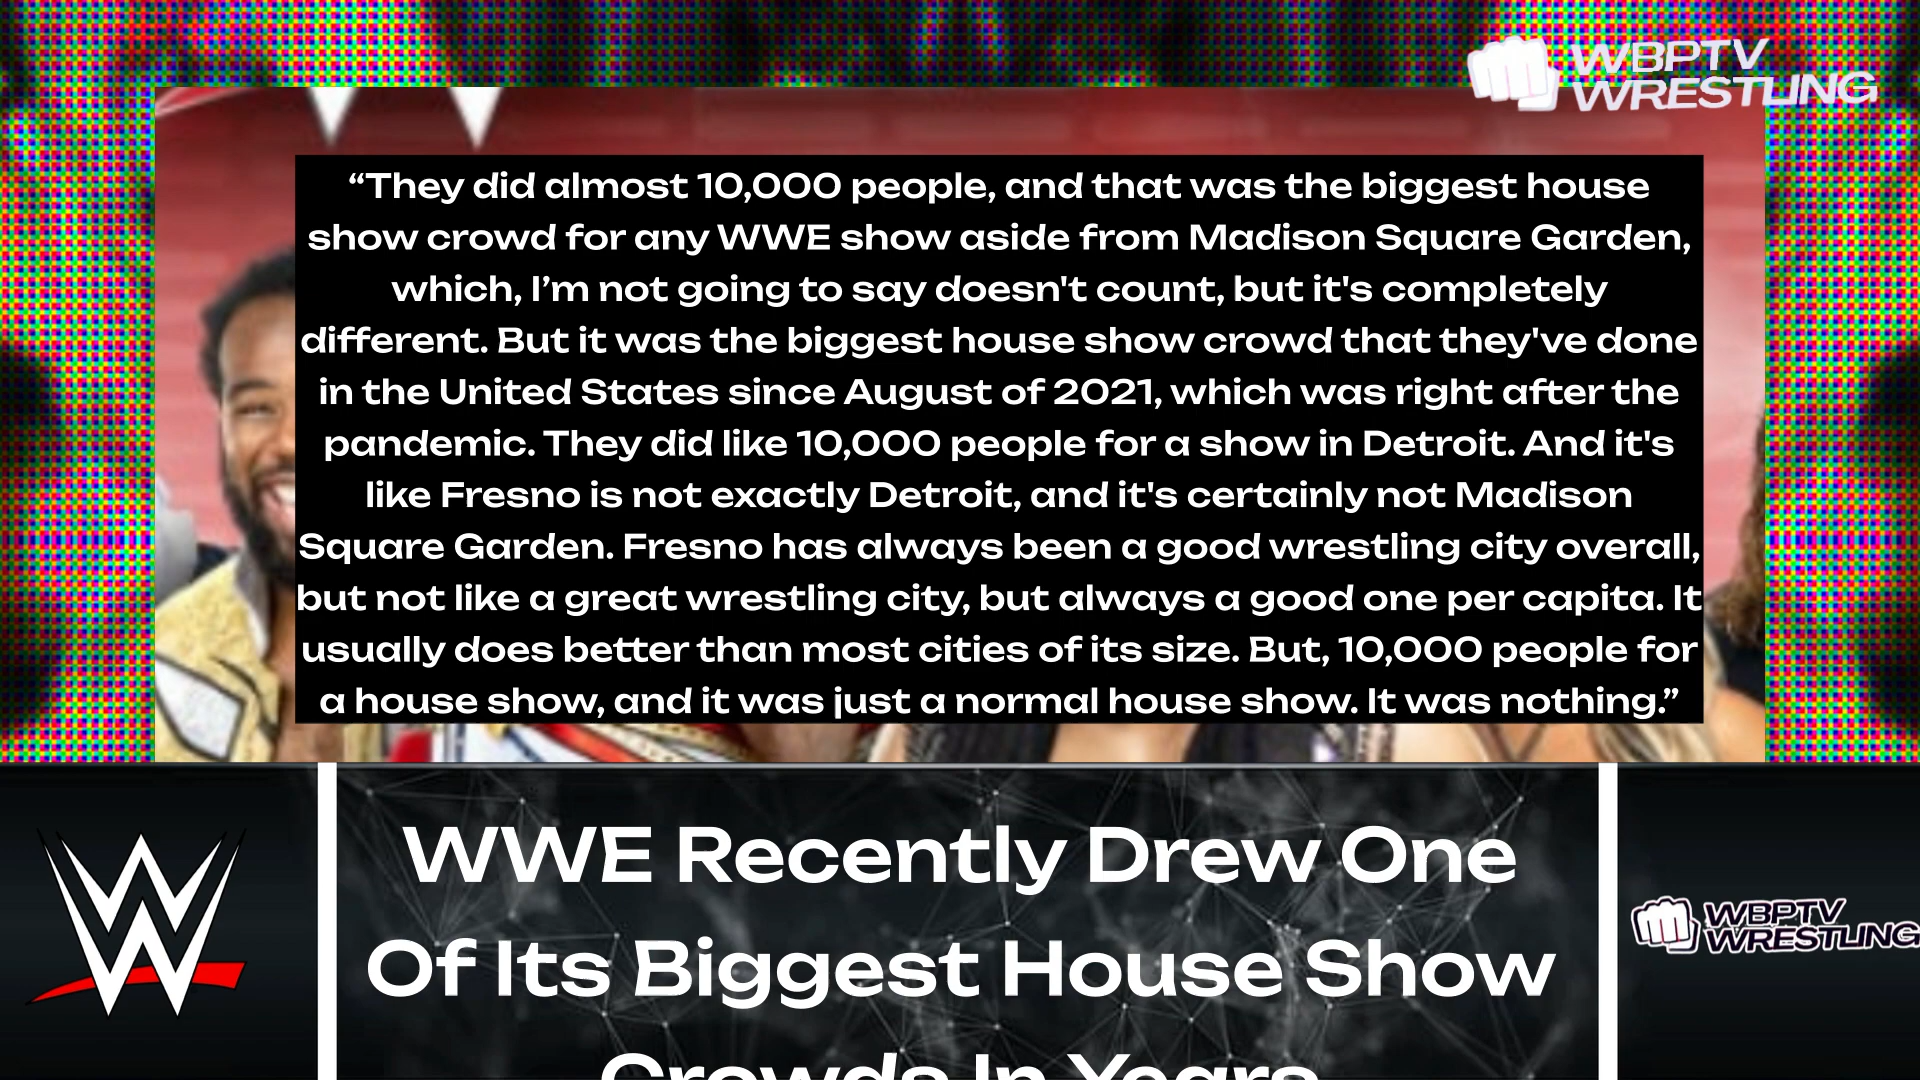 WBPTV
WRESTLING
“They did almost 10,000 people, and that was the biggest house
show crowd for any WWE show aside from Madison Square Garden,
which, I’m not going to say doesn't count, but it's completely
different. But it was the biggest house show crowd that they've done
in the United States since August of 2021, which was right after the
pandemic. They did like 10,000 people for a show in Detroit. And it's
like Fresno is not exactly Detroit, and it's certainly not Madison
Square Garden. Fresno has always been a good wrestling city overall,
but not like a great wrestling city, but always a good one per capita. It
usually does better than most cities of its size. But, 10,000 people for
a house show, and it was just a normal house show. It was nothing.”
WWE Recently Drew One
Of Its Biggest House Show
Crowds In Years
W
WBPTV
WRESTLING